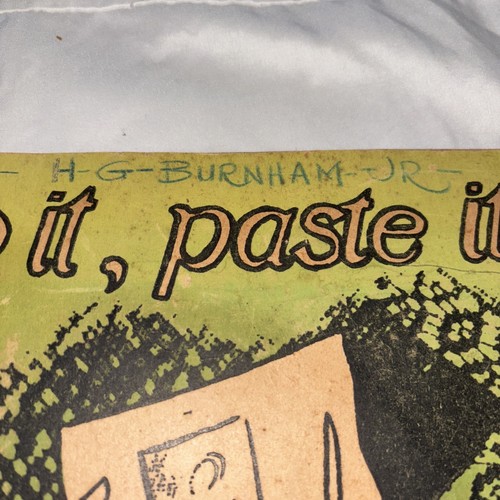 - H-G-BURNHAM-JR-
it, paste it